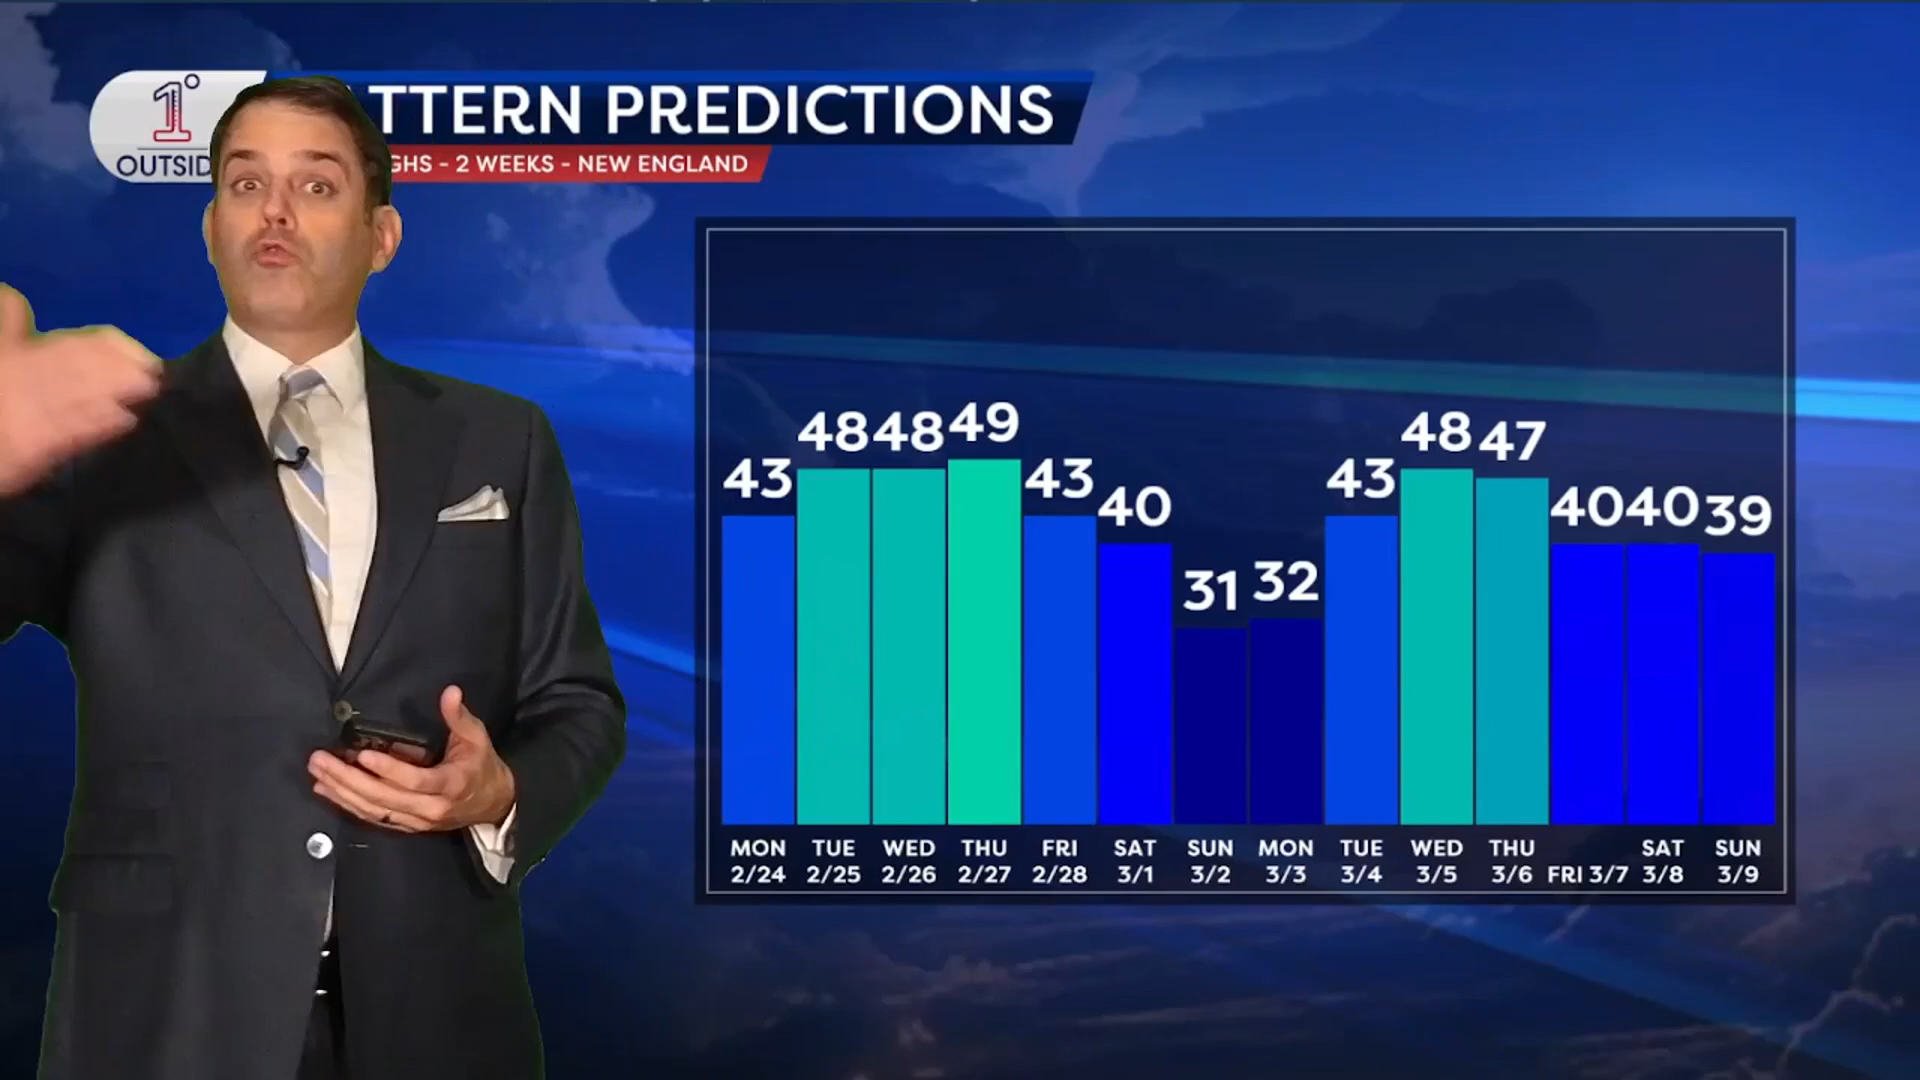 1°
OUTSID
TTERN PREDICTIONS
GHS - 2 WEEKS - NEW ENGLAND
43 48 48 49 43 40 31 32 43 48 47 40 40 39
MON TUE WED THU FRI SAT SUN MON TUE WED THU SAT SUN
2/24 2/25 2/26 2/27 2/28 3/1 3/2 3/3 3/4 3/5 3/6 FRI 3/7 3/8 3/9